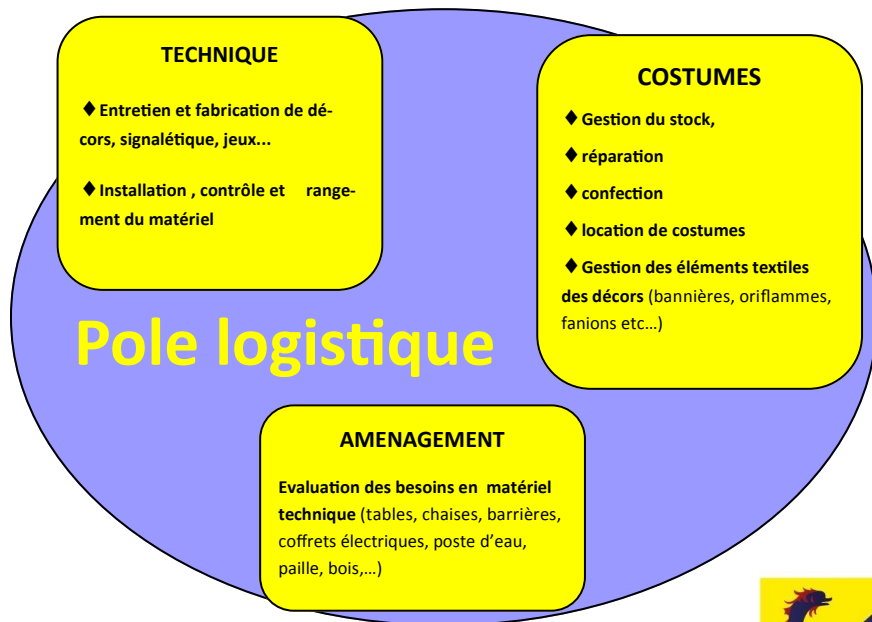 TECHNIQUE
♦ Entretien et fabrication de dé-
cors, signalétique, jeux...
♦ Installation , contrôle et range-
ment du matériel
COSTUMES
♦ Gestion du stock,
♦ réparation
♦ confection
♦ location de costumes
♦ Gestion des éléments textiles
des décors (bannières, oriflammes,
fanions etc…)
Pole logistique
AMENAGEMENT
Evaluation des besoins en matériel
technique (tables, chaises, barrières,
coffrets électriques, poste d’eau,
paille, bois,…)